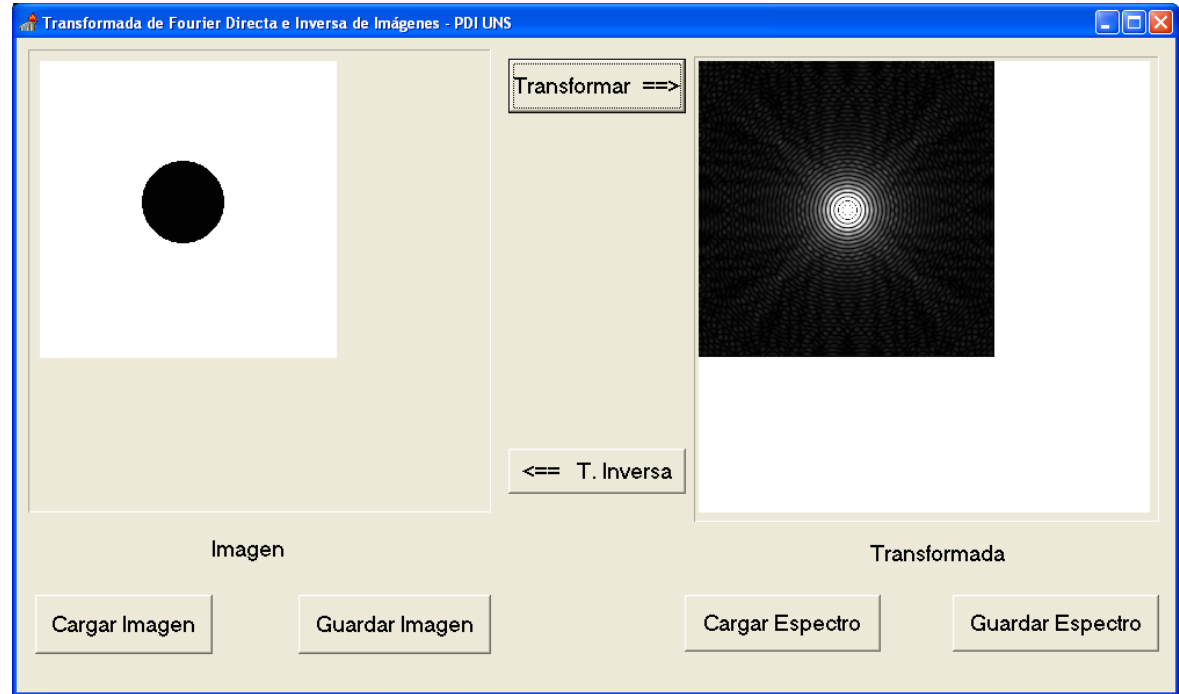 Transformada de Fourier Directa e Inversa de Imágenes - PDI UNS
Transformar ==>
<== T. Inversa
Imagen
Transformada
Cargar Imagen
Guardar Imagen
Cargar Espectro
Guardar Espectro